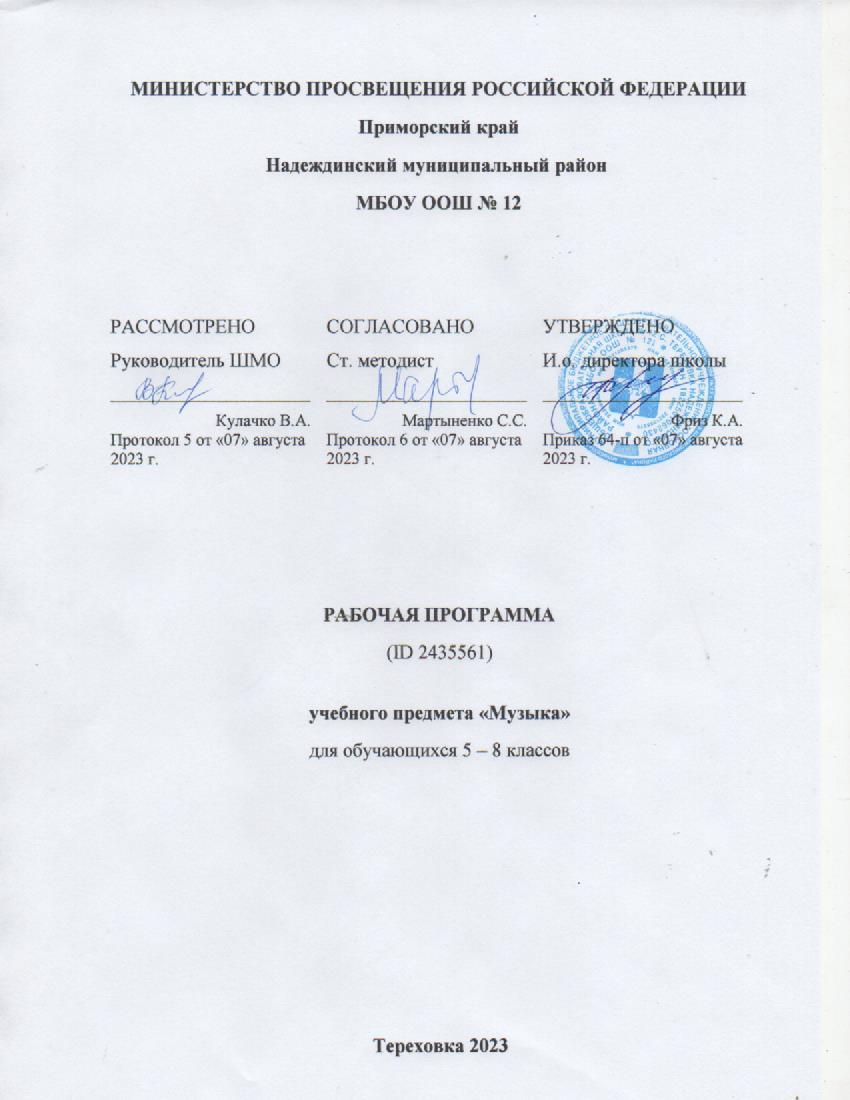 МИНИСТЕРСТВО ПРОСВЕЩЕНИЯ РОССИЙСКОЙ ФЕДЕРАЦИИ
Приморский край
Надеждинский муниципальный район
МБОУ ООШ № 12
РАССМОТРЕНО
Руководитель ШМО
Кулачко В.А.
Протокол 5 от «07» августа
2023 г.
СОГЛАСОВАНО
Ст. методист
Мартыненко С.С.
Протокол 6 от «07» августа
2023 г.
УТВЕРЖДЕНО
И.о. директора школы
Фриз К.А.
Приказ 64-п от «07» августа
2023 г.
РАБОЧАЯ ПРОГРАММА
(ID 2435561)
учебного предмета «Музыка»
для обучающихся 5 – 8 классов
Тереховка 2023